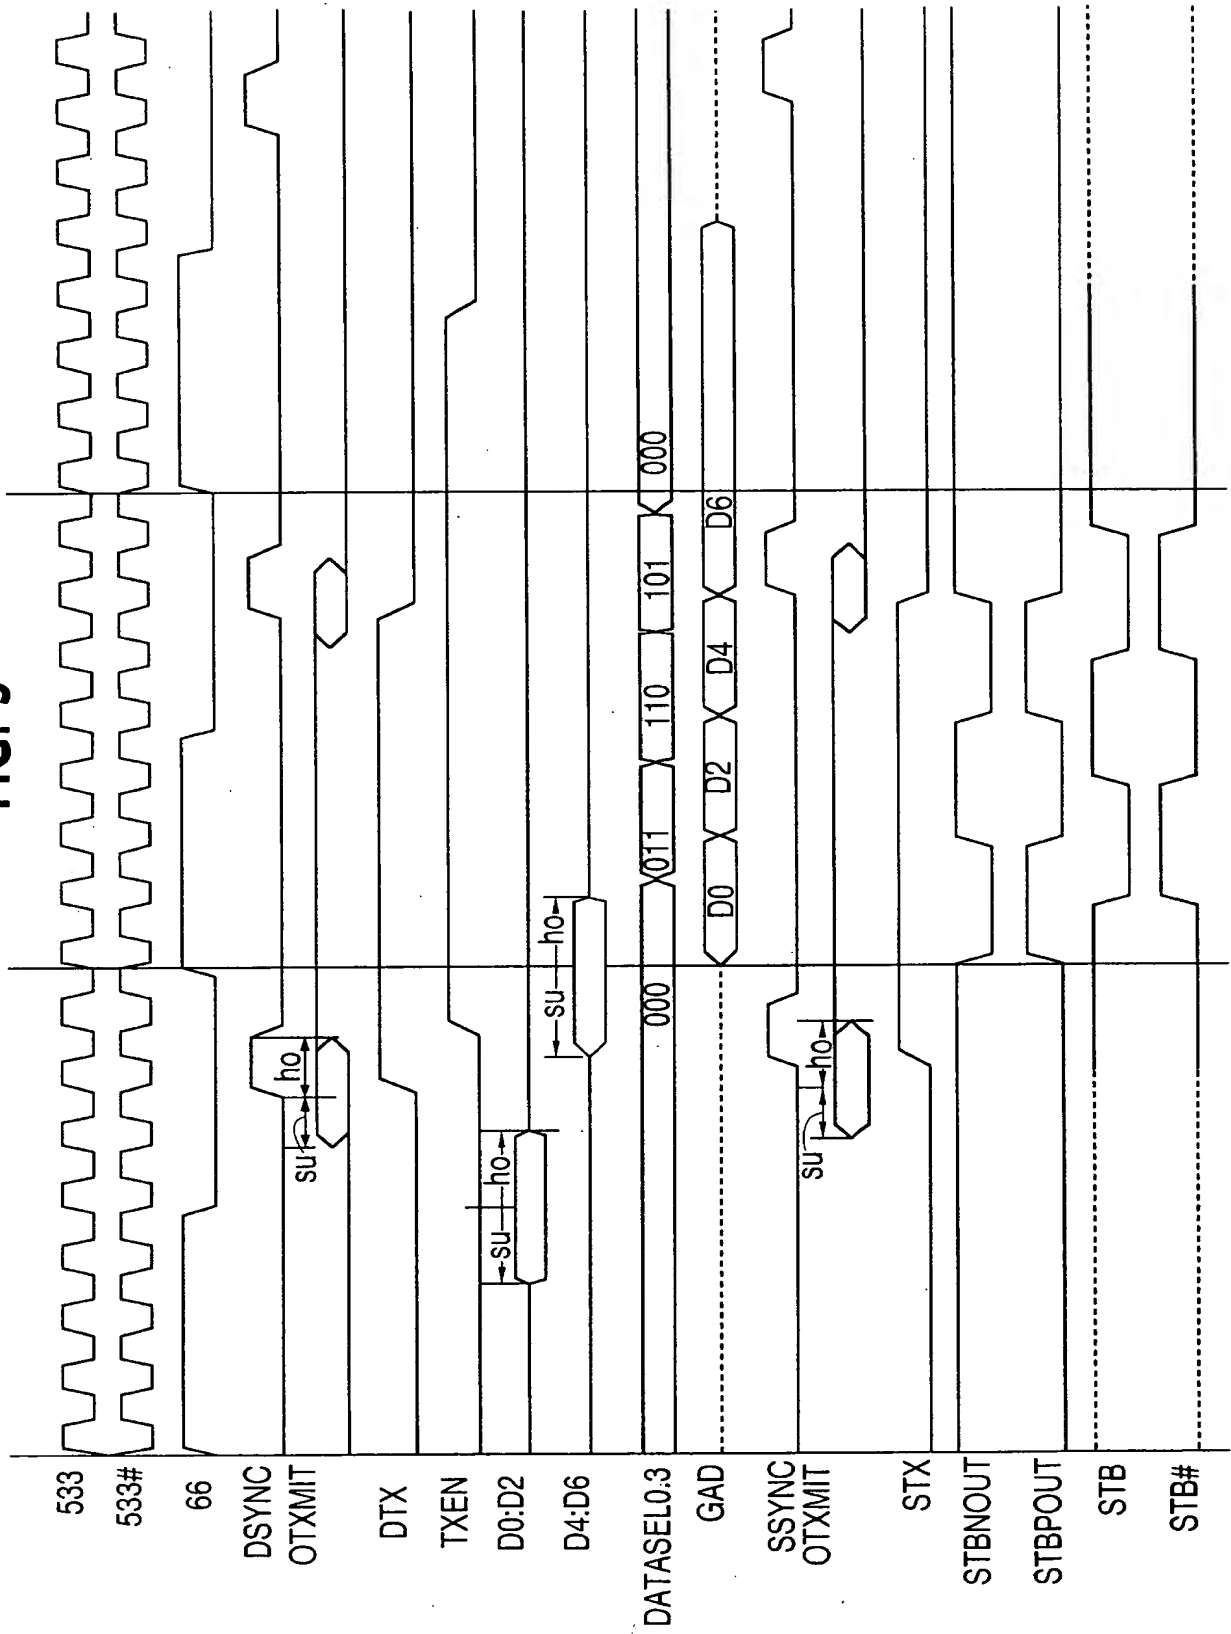 533
533#
66
DSYNC
OTXMIT
su
ho
DTX
TXEN
D0:D2
su
ho
D4:D6
su
ho
DATASEL0.3
000
011
110
101
000
GAD
D0
D2
D4
D6
SSYNC
OTXMIT
su
ho
STX
STBNOUT
STBPOUT
STB
STB#